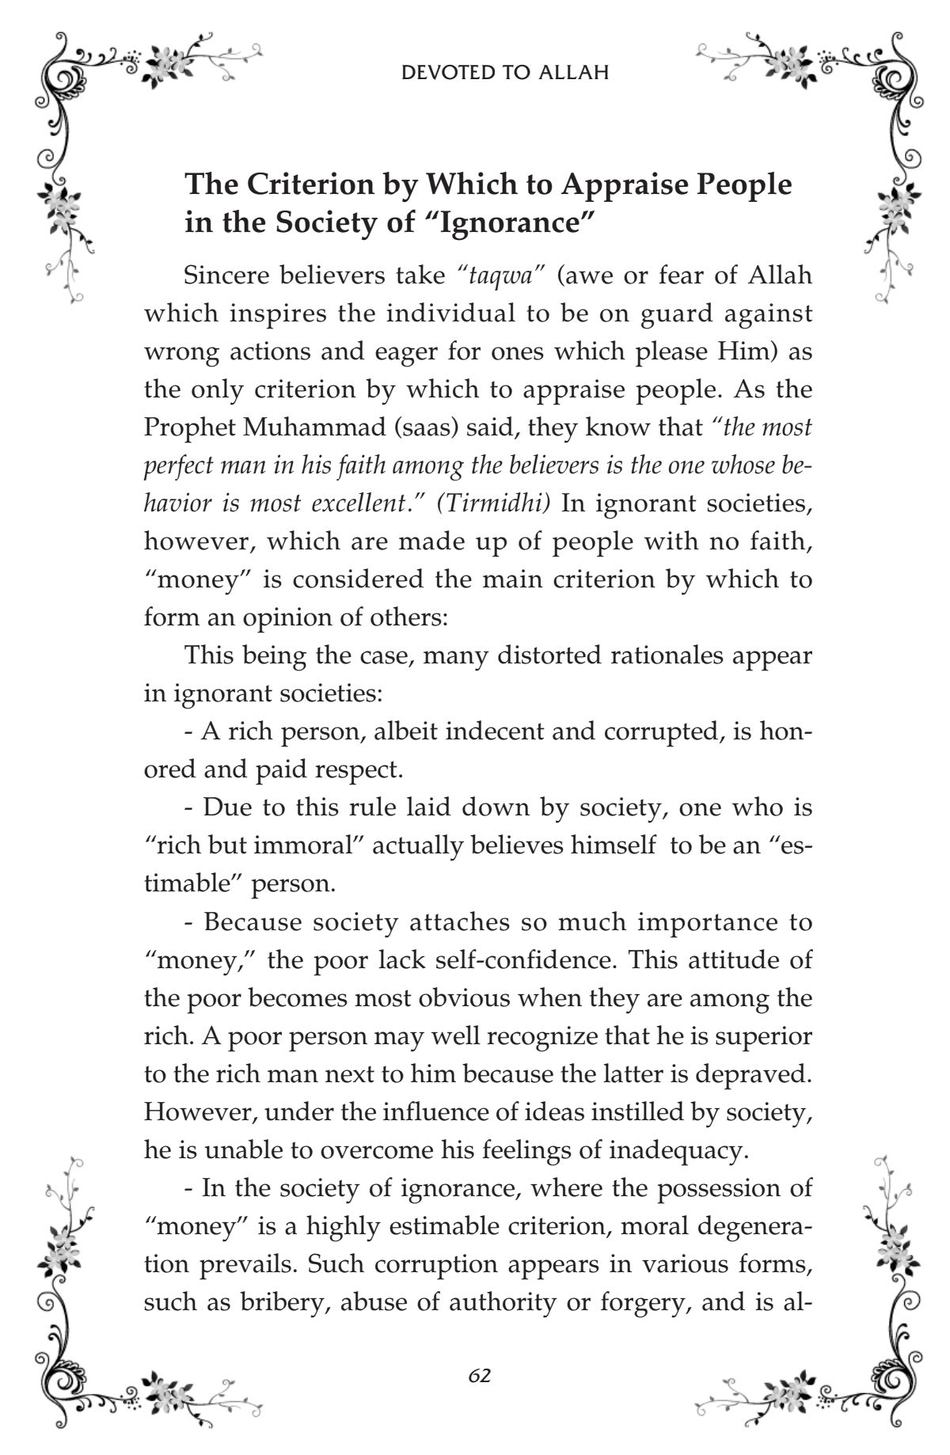 DEVOTED TO ALLAH
The Criterion by Which to Appraise People
in the Society of “Ignorance”
Sincere believers take “taqwa” (awe or fear of Allah
which inspires the individual to be on guard against
wrong actions and eager for ones which please Him) as
the only criterion by which to appraise people. As the
Prophet Muhammad (saas) said, they know that “the most
perfect man in his faith among the believers is the one whose be-
havior is most excellent.” (Tirmidhi) In ignorant societies,
however, which are made up of people with no faith,
“money” is considered the main criterion by which to
form an opinion of others:
This being the case, many distorted rationales appear
in ignorant societies:
- A rich person, albeit indecent and corrupted, is hon-
ored and paid respect.
- Due to this rule laid down by society, one who is
“rich but immoral” actually believes himself to be an “es-
timable” person.
- Because society attaches so much importance to
“money,” the poor lack self-confidence. This attitude of
the poor becomes most obvious when they are among the
rich. A poor person may well recognize that he is superior
to the rich man next to him because the latter is depraved.
However, under the influence of ideas instilled by society,
he is unable to overcome his feelings of inadequacy.
- In the society of ignorance, where the possession of
“money” is a highly estimable criterion, moral degenera-
tion prevails. Such corruption appears in various forms,
such as bribery, abuse of authority or forgery, and is al-
62